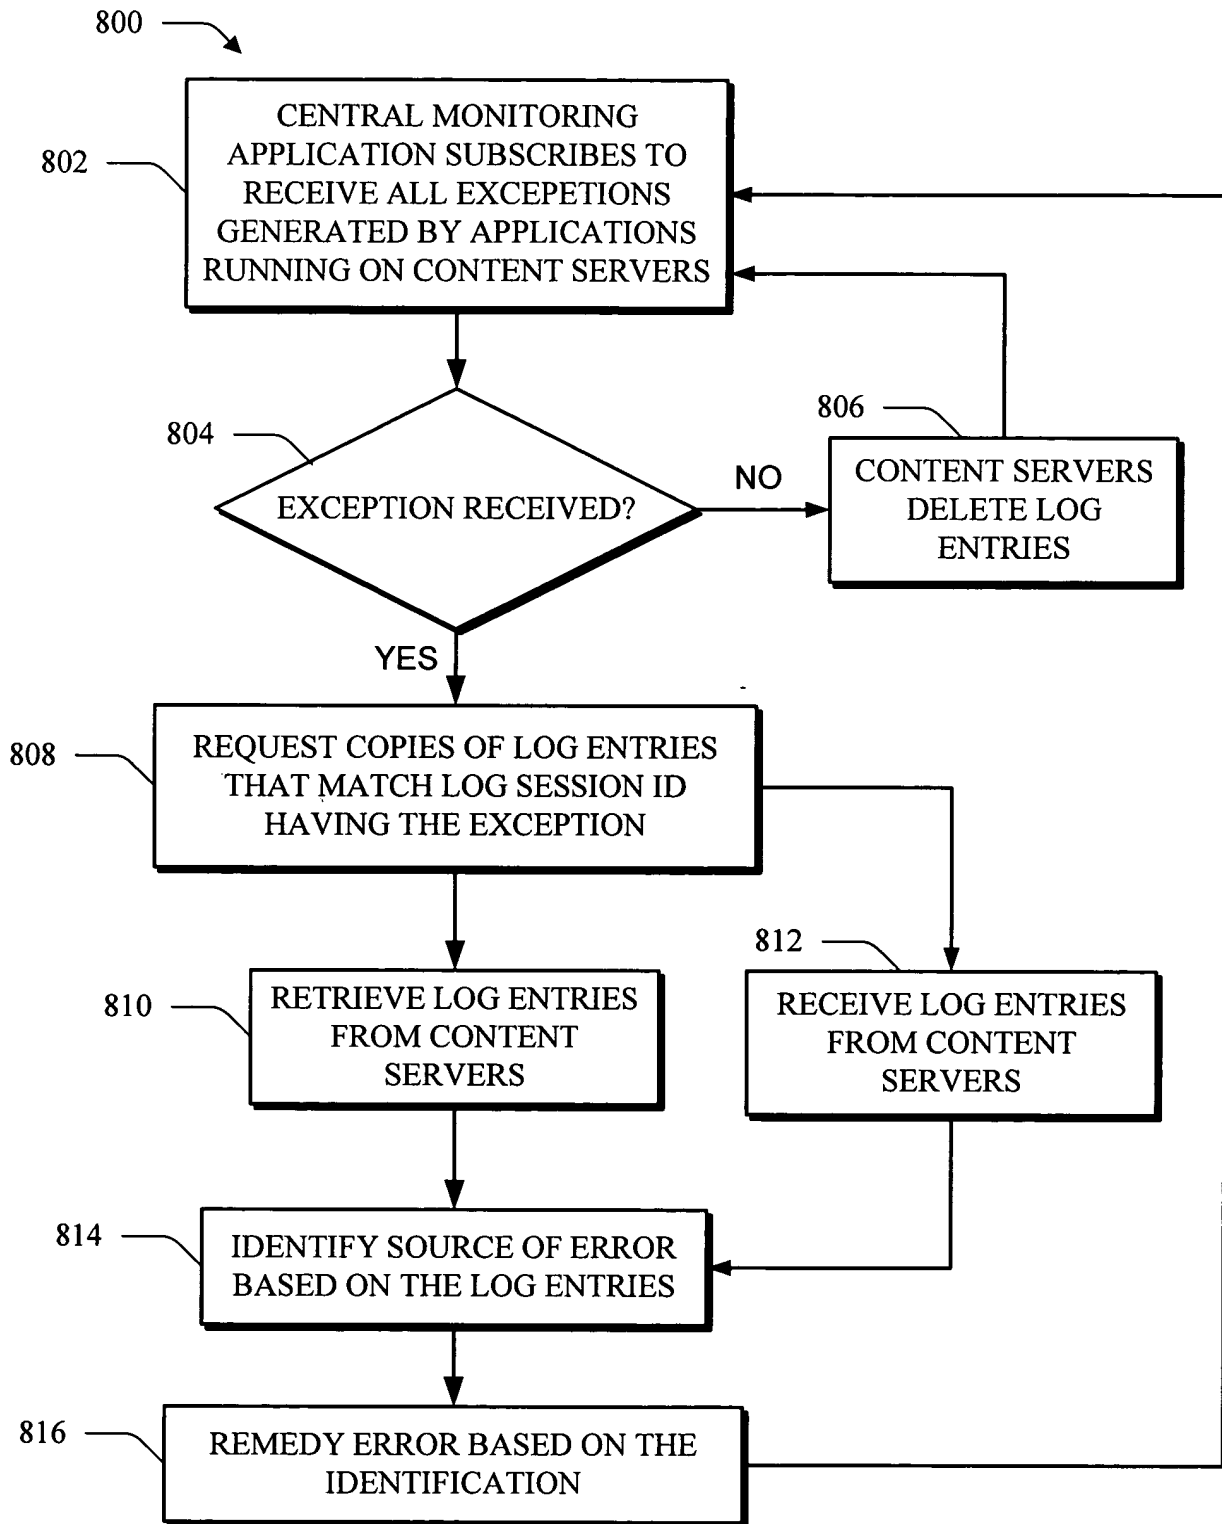 800
802
CENTRAL MONITORING
APPLICATION SUBSCRIBES TO
RECEIVE ALL EXCEPETIONS
GENERATED BY APPLICATIONS
RUNNING ON CONTENT SERVERS
804
EXCEPTION RECEIVED?
NO
806
CONTENT SERVERS
DELETE LOG
ENTRIES
YES
808
REQUEST COPIES OF LOG ENTRIES
THAT MATCH LOG SESSION ID
HAVING THE EXCEPTION
810
RETRIEVE LOG ENTRIES
FROM CONTENT
SERVERS
812
RECEIVE LOG ENTRIES
FROM CONTENT
SERVERS
814
IDENTIFY SOURCE OF ERROR
BASED ON THE LOG ENTRIES
816
REMEDY ERROR BASED ON THE
IDENTIFICATION